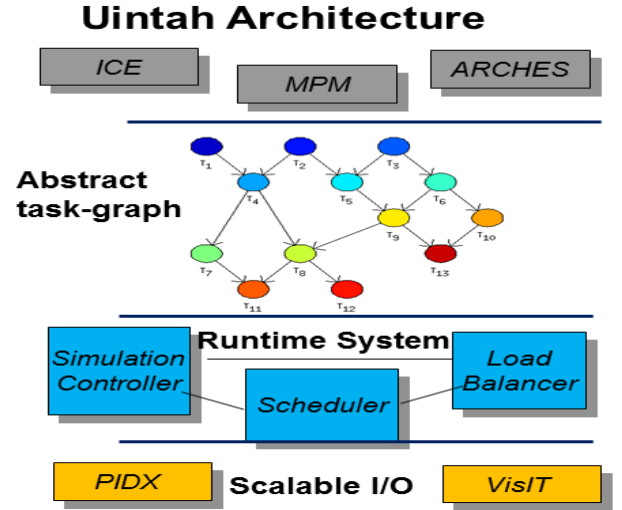 Uintah Architecture
ICE
MPM
ARCHES
Abstract
task-graph
T1
T2
T3
T4
T5
T6
T9
T10
T7
T8
T13
T11
T12
Runtime System
Simulation
Controller
Scheduler
Load
Balancer
PIDX
Scalable I/O
VisIT